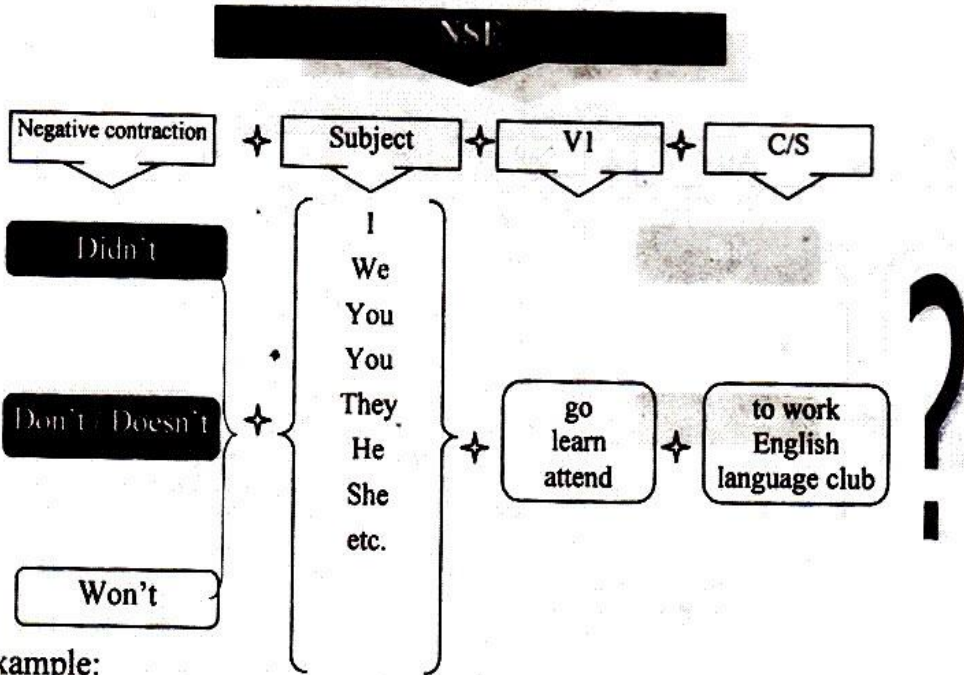 NSE
Negative contraction
Subject
V1
C/S
Didn't
Don't / Doesn't
Won't
I
We
You
You
They
He
She
etc.
go
learn
attend
to work
English
language club
?
xample: